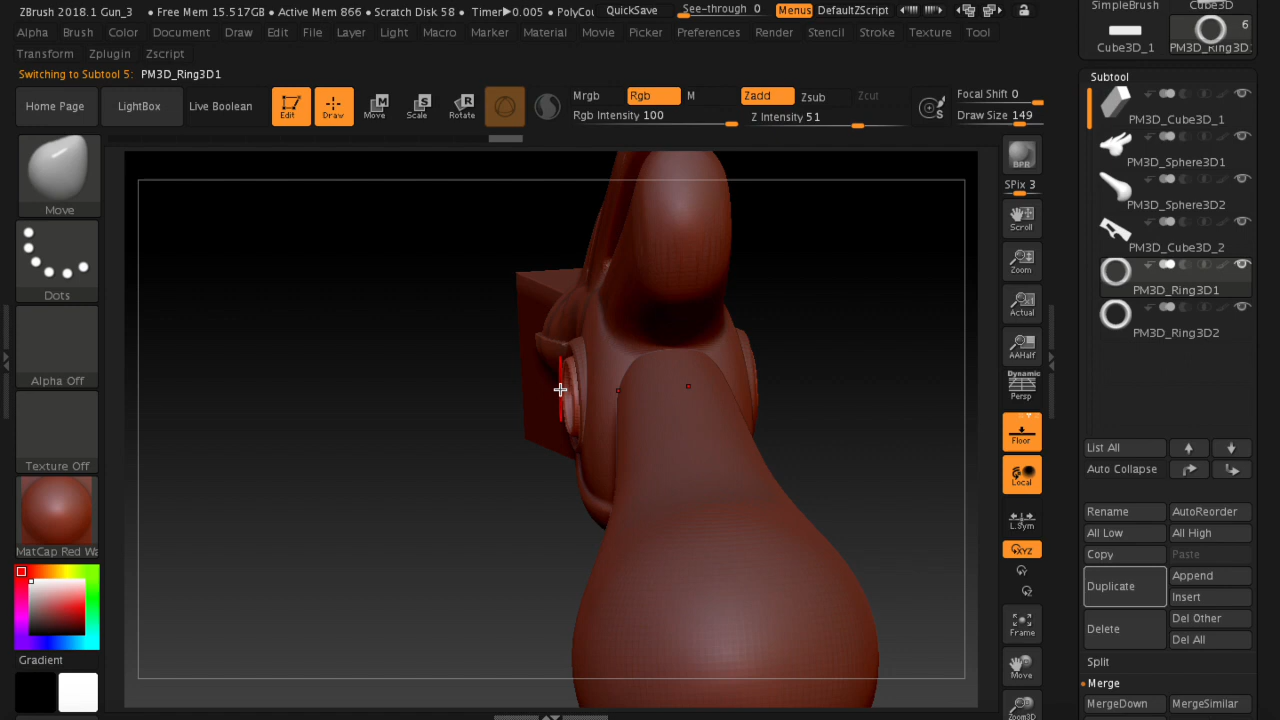 ZBrush 2018.1 Gun_3 • Free Mem 15.517GB • Active Mem 866 • Scratch Disk 58 • Timer▶0.005 • PolyCou QuickSave See-through 0 Menus DefaultZScript
SimpleBrush Cube3D
Alpha Brush Color Document Draw Edit File Layer Light Macro Marker Material Movie Picker Preferences Render Stencil Stroke Texture Tool
Cube3D_1 6 PM3D_Ring3D
Transform Zplugin Zscript
Switching to Subtool 5: PM3D_Ring3D1
Subtool
Home Page LightBox Live Boolean Edit Draw Move Scale Rotate
Mrgb Rgb M Zadd Zsub Zcut Focal Shift 0
Rgb Intensity 100 Z Intensity 51 Draw Size 149
S
M
S
R
PM3D_Cube3D_1
PM3D_Sphere3D1
PM3D_Sphere3D2
PM3D_Cube3D_2
PM3D_Ring3D1
PM3D_Ring3D2
Move
Dots
Alpha Off
Texture Off
MatCap Red Wa
Gradient
BPR
SPix 3
Scroll
Zoom
Actual
AAHalf
Dynamic
Persp
Floor
Local
L.Sym
XYZ
Frame
Move
Zoom3D
List All
Auto Collapse
Rename AutoReorder
All Low All High
Copy Paste
Duplicate Append
Insert
Delete Del Other
Del All
Split
Merge
MergeDown MergeSimilar